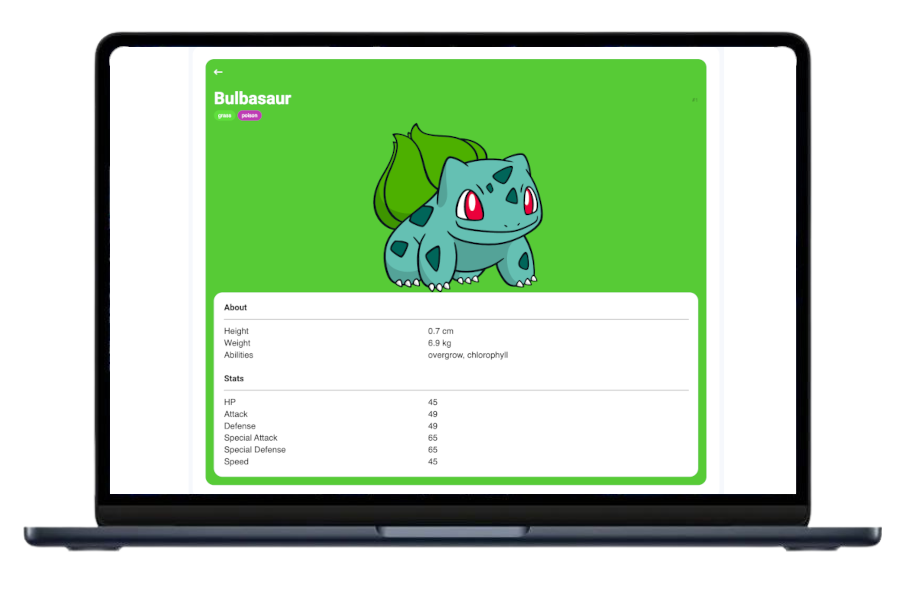 ←
Bulbasaur
grass poison
About
Height 0.7 cm
Weight 6.9 kg
Abilities overgrow, chlorophyll
Stats
HP 45
Attack 49
Defense 49
Special Attack 65
Special Defense 65
Speed 45